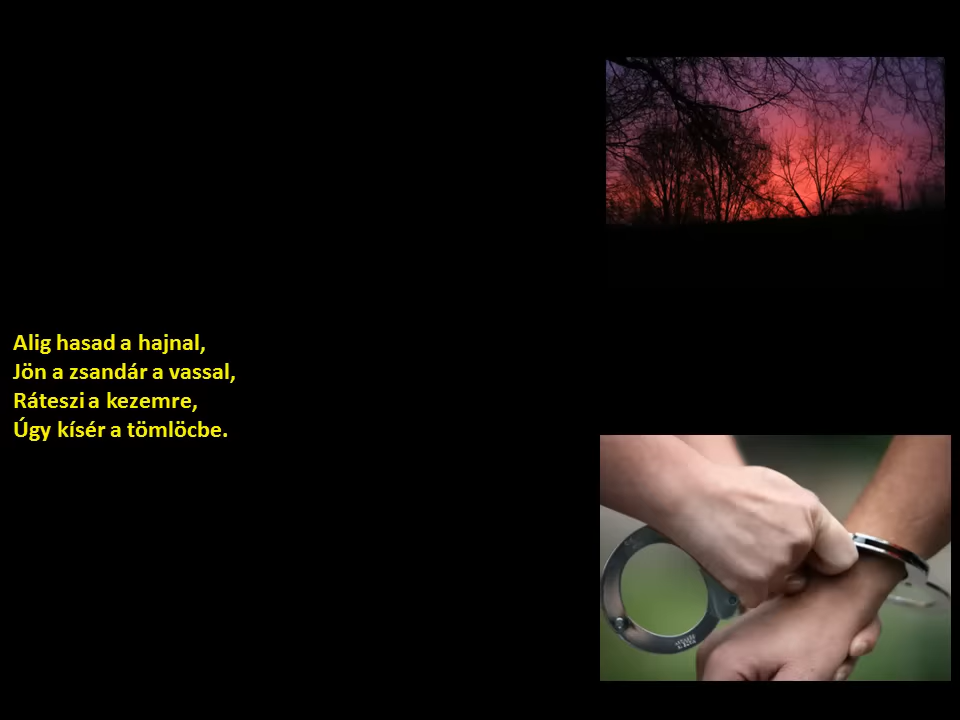 Alig hasad a hajnal,
Jön a zsandár a vassal,
Ráteszi a kezemre,
Úgy kísér a tömlöcbe.